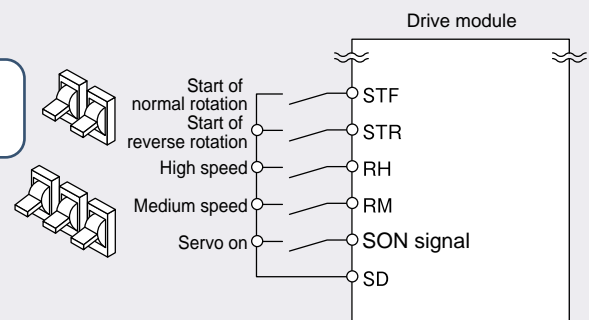 Drive module
Start of
normal rotation
STF
Start of
reverse rotation
STR
High speed
RH
Medium speed
RM
Servo on
SON signal
SD